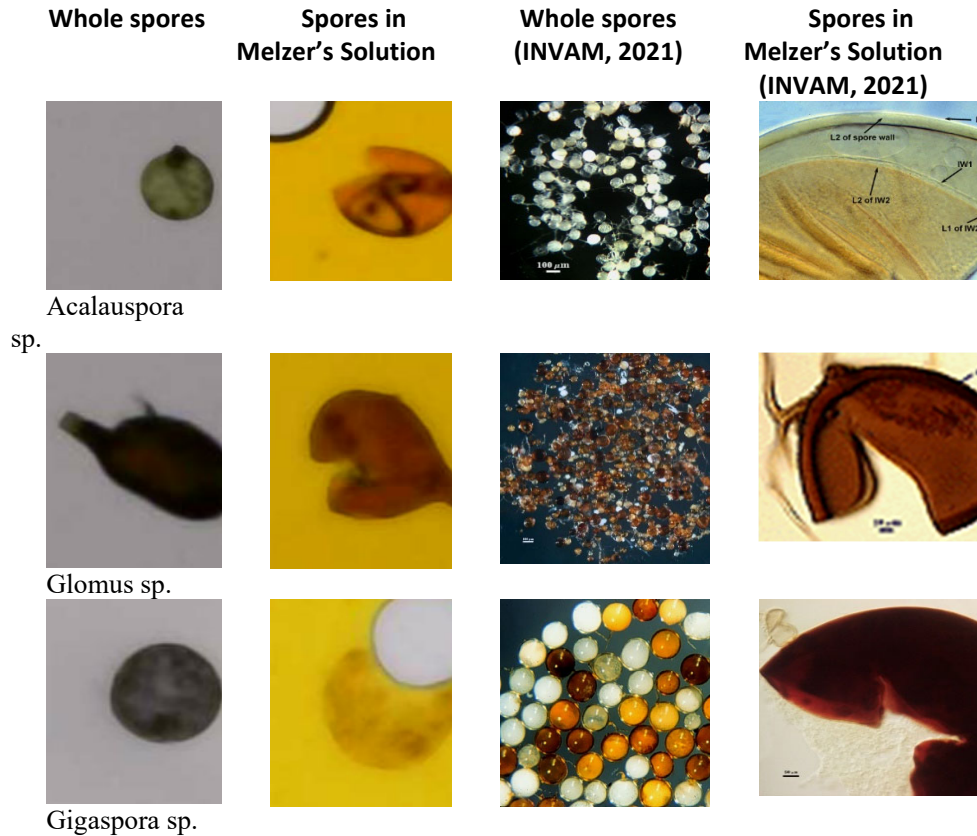 Whole spores
Spores in
Melzer’s Solution
Whole spores
(INVAM, 2021)
Spores in
Melzer’s Solution
(INVAM, 2021)
L2 of spore wall
IW1
L2 of IW2
L1 of IW2
100 µm
Acalauspora
sp.
Glomus sp.
Gigaspora sp.